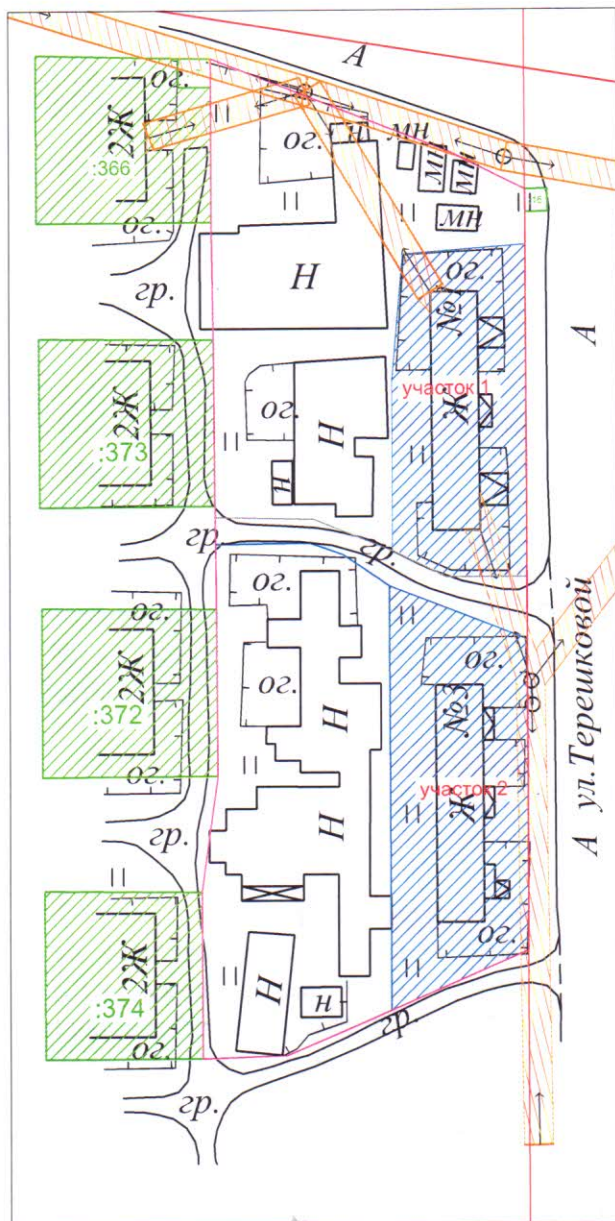 А
ог.
2Ж
:366
ог.
ог.
н
мн
мн
мн
мн
гр.
Н
ог.
№1
А
участок 1
Ж
2Ж
:373
ог.
Н
н
гр.
гр.
ог.
ог.
2Ж
:372
ог.
ог.
Н
ог.
№3
участок 2
Ж
А ул.Терешковой
гр.
Н
ог.
2Ж
:374
ог.
Н
н
гр.
гр.